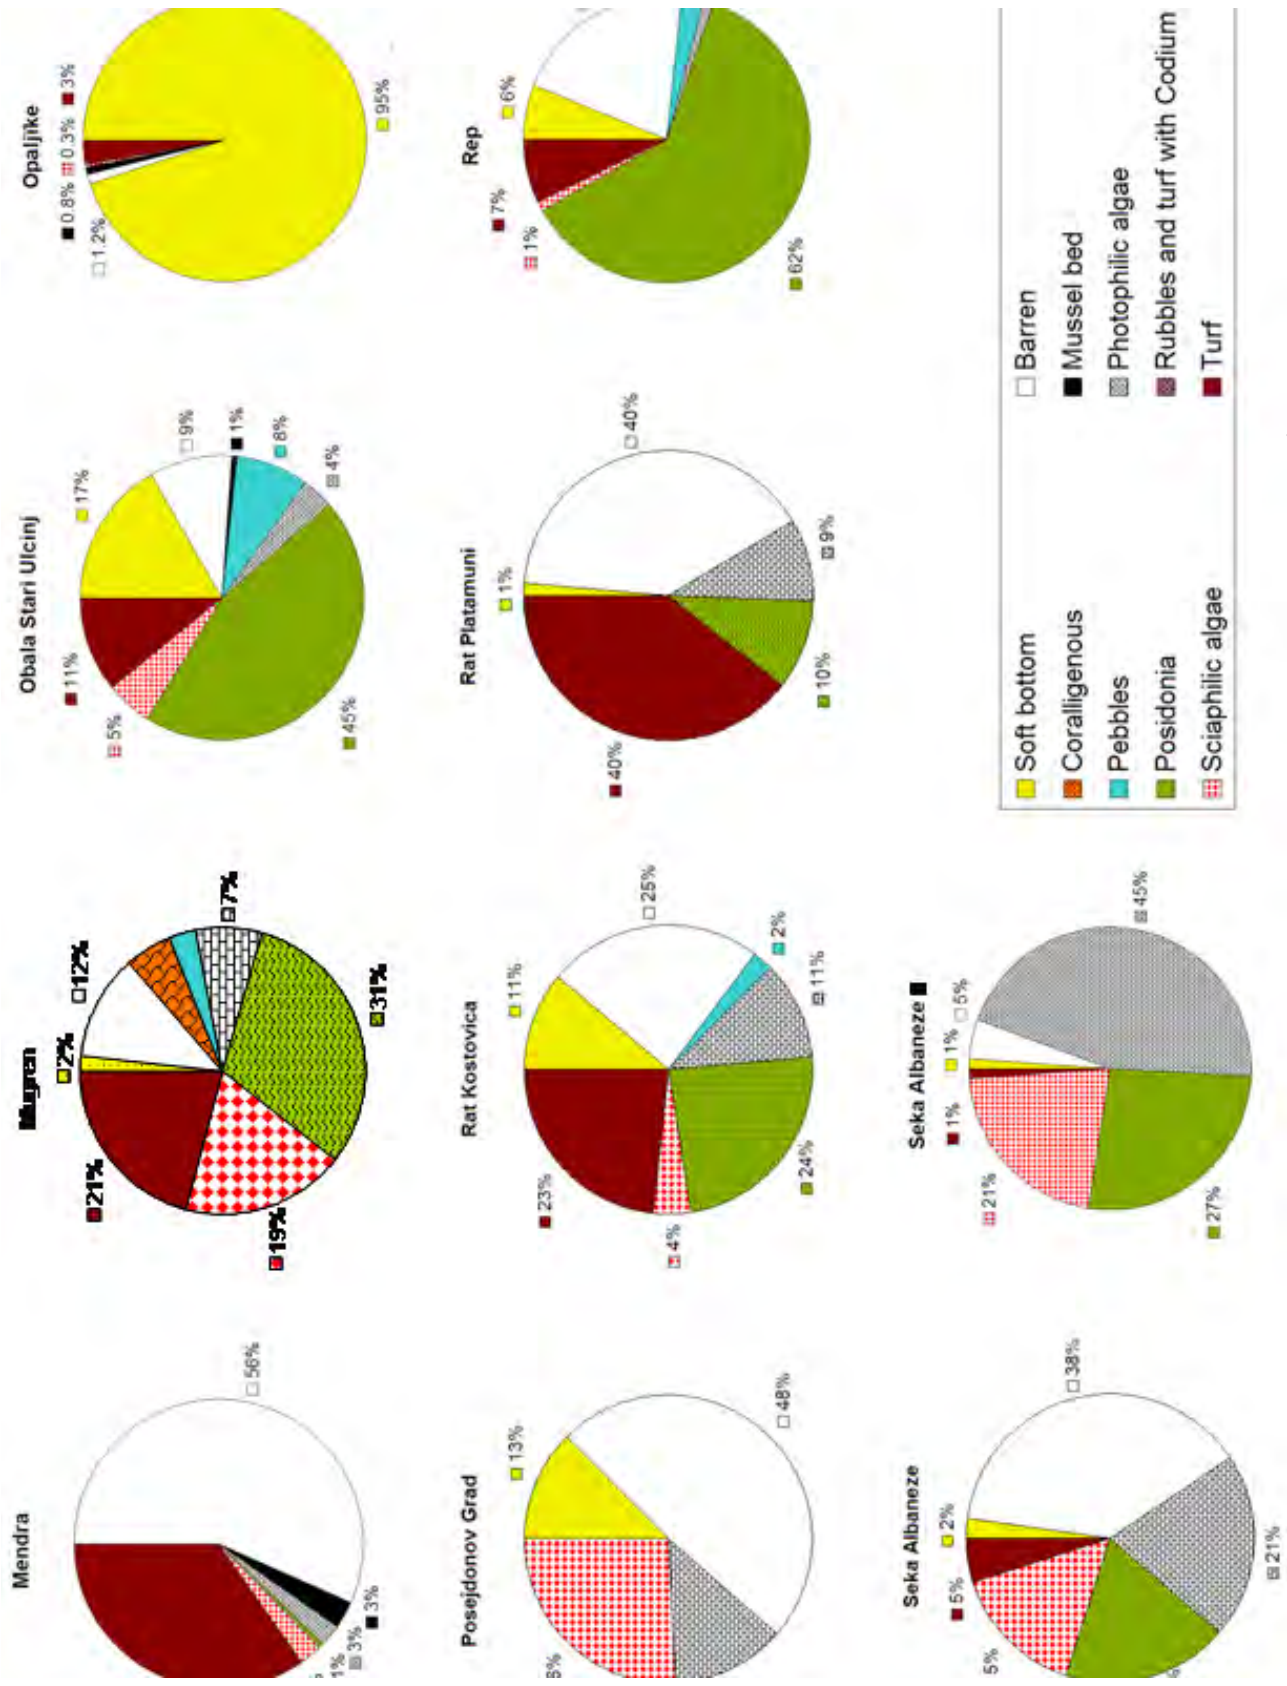 Mendra
56%
3%
3%
1%
Mugran
2%
12%
7%
31%
19%
21%
Obala Stari Ulcinj
17%
9%
1%
8%
4%
45%
5%
11%
Opaljike
0.8%
0.3%
3%
1.2%
95%
Posejdonov Grad
13%
48%
Rat Kostovica
11%
25%
2%
11%
24%
4%
23%
Rat Platamuni
1%
40%
9%
10%
40%
Rep
6%
62%
1%
7%
Seka Albaneze
2%
38%
21%
5%
5%
Seka Albaneze
1%
5%
45%
27%
21%
1%
Soft bottom
Barren
Coralligenous
Mussel bed
Pebbles
Photophilic algae
Posidonia
Rubbles and turf with Codium
Sciaphilic algae
Turf